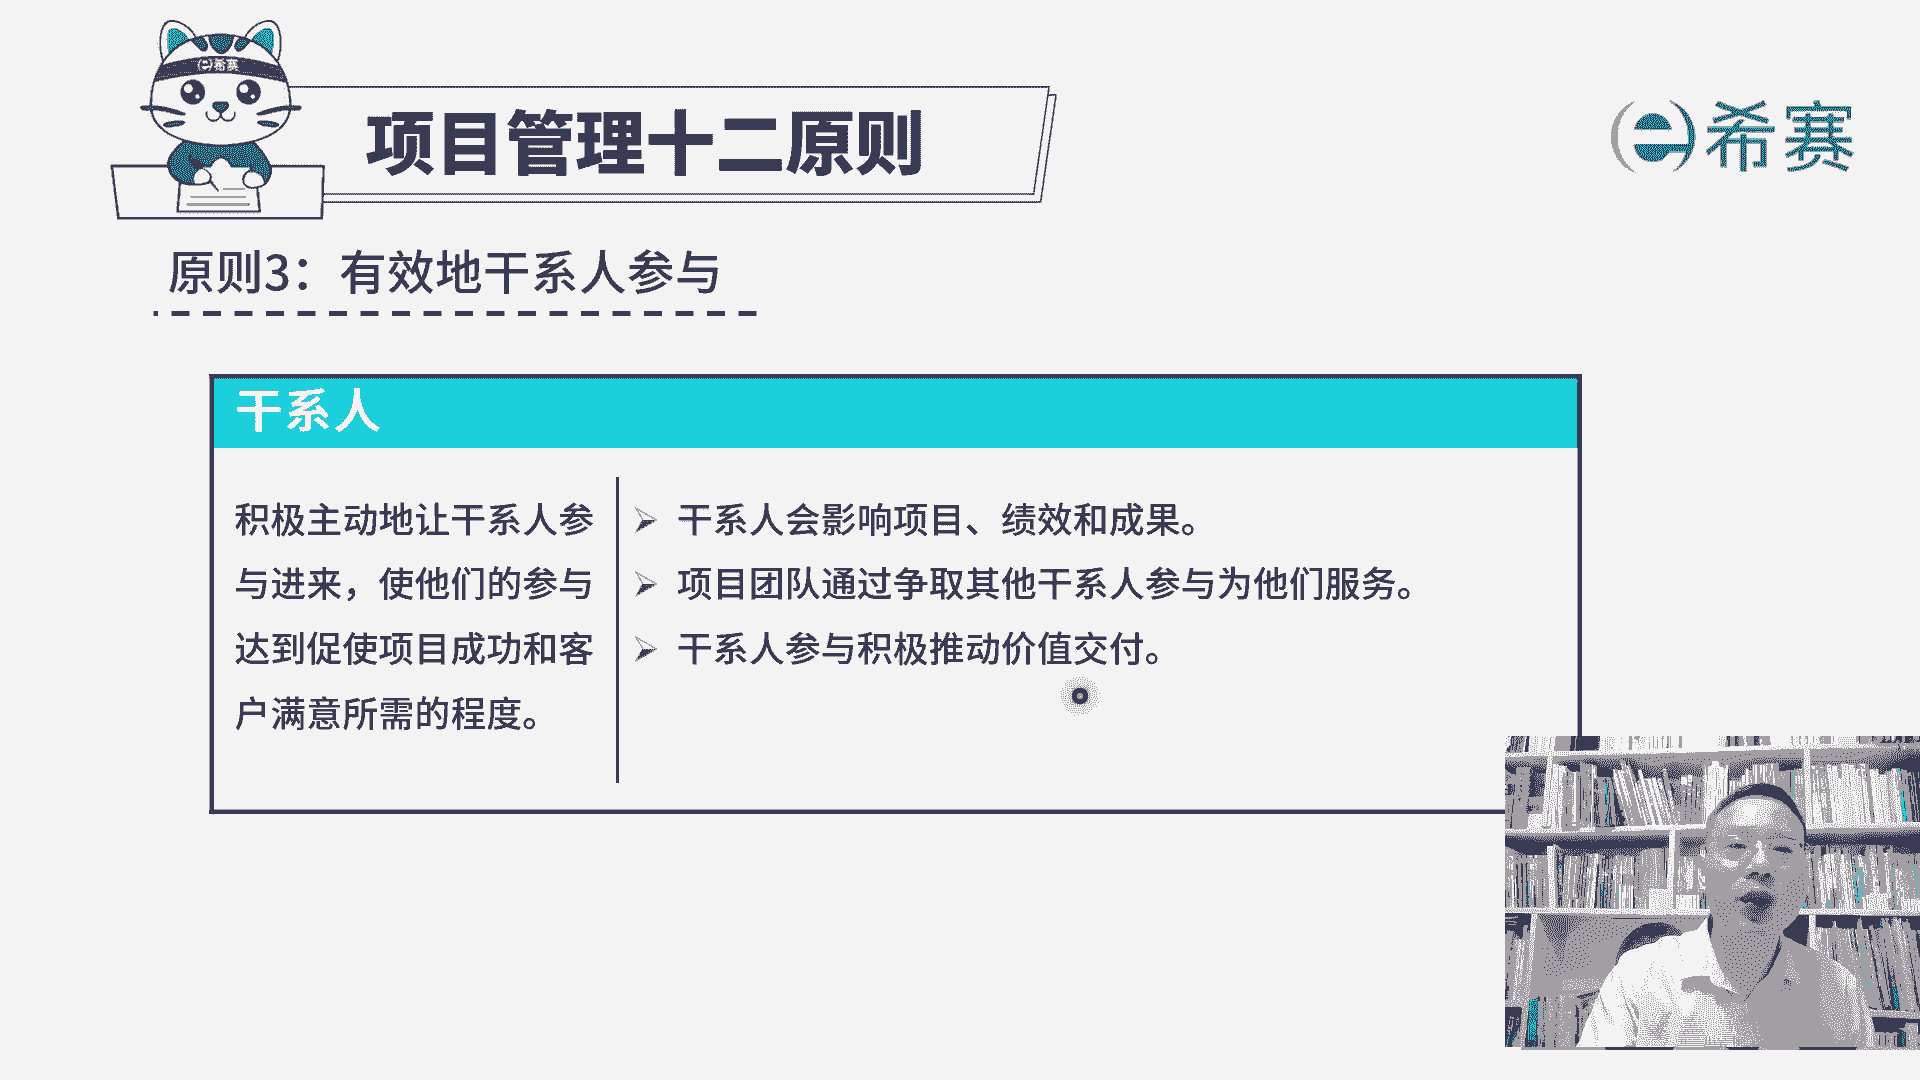 希赛
项目管理十二原则
希赛
原则3：有效地干系人参与
干系人
积极主动地让干系人参
与进来，使他们的参与
达到促使项目成功和客
户满意所需的程度。
干系人会影响项目、绩效和成果。
项目团队通过争取其他干系人参与为他们服务。
干系人参与积极推动价值交付。